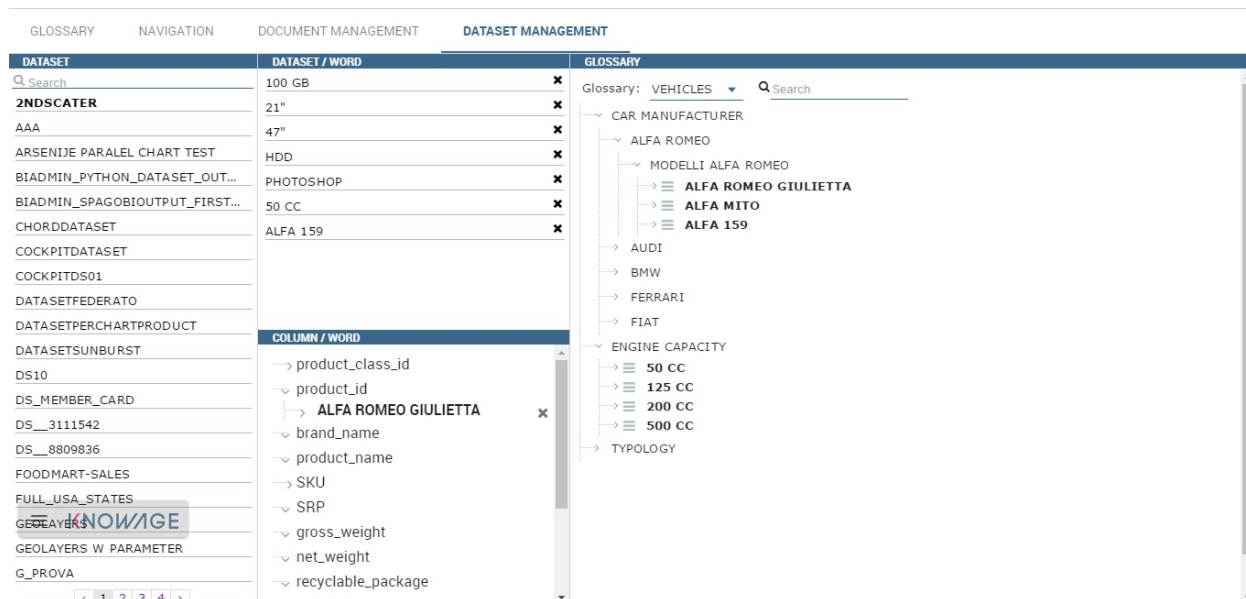 GLOSSARY NAVIGATION DOCUMENT MANAGEMENT DATASET MANAGEMENT
DATASET
Search
2NDSCATER
AAA
ARSENIJE PARALEL CHART TEST
BIADMIN_PYTHON_DATASET_OUT...
BIADMIN_SPAGOBIOUTPUT_FIRST...
CHORDDATASET
COCKPITDATASET
COCKPITDS01
DATASETFEDERATO
DATASETPERCHARTPRODUCT
DATASETSUNBURST
DS10
DS_MEMBER_CARD
DS__3111542
DS__8809836
FOODMART-SALES
FULL_USA_STATES
GEOLAYERS
KNOWAGE
GEOLAYERS W PARAMETER
G_PROVA
< 1 2 3 4 >
DATASET / WORD
100 GB
21"
47"
HDD
PHOTOSHOP
50 CC
ALFA 159
COLUMN / WORD
product_class_id
product_id
ALFA ROMEO GIULIETTA
brand_name
product_name
SKU
SRP
gross_weight
net_weight
recyclable_package
GLOSSARY
Glossary: VEHICLES Search
CAR MANUFACTURER
ALFA ROMEO
MODELLI ALFA ROMEO
ALFA ROMEO GIULIETTA
ALFA MITO
ALFA 159
AUDI
BMW
FERRARI
FIAT
ENGINE CAPACITY
50 CC
125 CC
200 CC
500 CC
TYPOLOGY